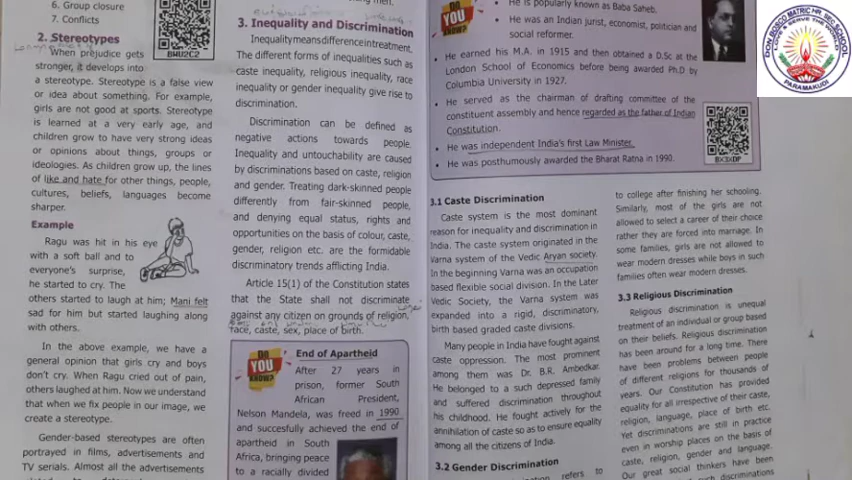 6. Group closure
7. Conflicts
BWU2C2
2. Stereotypes
When prejudice gets
stronger, it develops into
a stereotype. Stereotype is a false view
or idea about something. For example,
girls are not good at sports. Stereotype
is learned at a very early age, and
children grow to have very strong ideas
or opinions about things, groups or
ideologies. As children grow up, the lines
of like and hate for other things, people,
cultures, beliefs, languages become
sharper.
Example
Ragu was hit in his eye
with a soft ball and to
everyone's surprise,
he started to cry. The
others started to laugh at him; Mani felt
sad for him but started laughing along
with others.
In the above example, we have a
general opinion that girls cry and boys
don't cry. When Ragu cried out of pain,
others laughed at him. Now we understand
that when we fix people in our image, we
create a stereotype.
Gender-based stereotypes are often
portrayed in films, advertisements and
TV serials. Almost all the advertisements
3. Inequality and Discrimination
Inequality means difference in treatment.
The different forms of inequalities such as
caste inequality, religious inequality, race
inequality or gender inequality give rise to
discrimination.
Discrimination can be defined as
negative actions towards people.
Inequality and untouchability are caused
by discriminations based on caste, religion
and gender. Treating dark-skinned people
differently from fair-skinned people,
and denying equal status, rights and
opportunities on the basis of colour, caste,
gender, religion etc. are the formidable
discriminatory trends afflicting India.
Article 15(1) of the Constitution states
that the State shall not discriminate
against any citizen on grounds of religion,
race, caste, sex, place of birth.
DO
YOU
KNOW?
End of Apartheid
After 27 years in
prison, former South
African President,
Nelson Mandela, was freed in 1990
and succesfully achieved the end of
apartheid in South
Africa, bringing peace
to a racially divided
YOU
KNOW?
He is popularly known as Baba Saheb.
• He was an Indian jurist, economist, politician and
social reformer.
• He earned his M.A. in 1915 and then obtained a D.Sc at the
London School of Economics before being awarded Ph.D by
Columbia University in 1927.
• He served as the chairman of drafting committee of the
constituent assembly and hence regarded as the father of Indian
Constitution.
• He was independent India's first Law Minister.
• He was posthumously awarded the Bharat Ratna in 1990.
BX3XDP
3.1 Caste Discrimination
Caste system is the most dominant
reason for inequality and discrimination in
India. The caste system originated in the
Varna system of the Vedic Aryan society.
In the beginning Varna was an occupation
based flexible social division. In the Later
Vedic Society, the Varna system was
expanded into a rigid, discriminatory,
birth based graded caste divisions.
Many people in India have fought against
caste oppression. The most prominent
among them was Dr. B.R. Ambedkar.
He belonged to a such depressed family
and suffered discrimination throughout
his childhood. He fought actively for the
annihilation of caste so as to ensure equality
among all the citizens of India.
3.2 Gender Discrimination
refers to
to college after finishing her schooling.
Similarly, most of the girls are not
allowed to select a career of their choice
rather they are forced into marriage. In
some families, girls are not allowed to
wear modern dresses while boys in such
families often wear modern dresses.
3.3 Religious Discrimination
Religious discrimination is unequal
treatment of an individual or group based
on their beliefs. Religious discrimination
has been around for a long time. There
have been problems between people
of different religions for thousands of
years. Our Constitution has provided
equality for all irrespective of their caste,
religion, language, place of birth etc.
Yet discriminations are still in practice
even in worship places on the basis of
caste, religion, gender and language.
Our great social thinkers have been
such discriminations
DON BOSCO MATRIC HR. SEC. SCHOOL
PARAMAKUDI